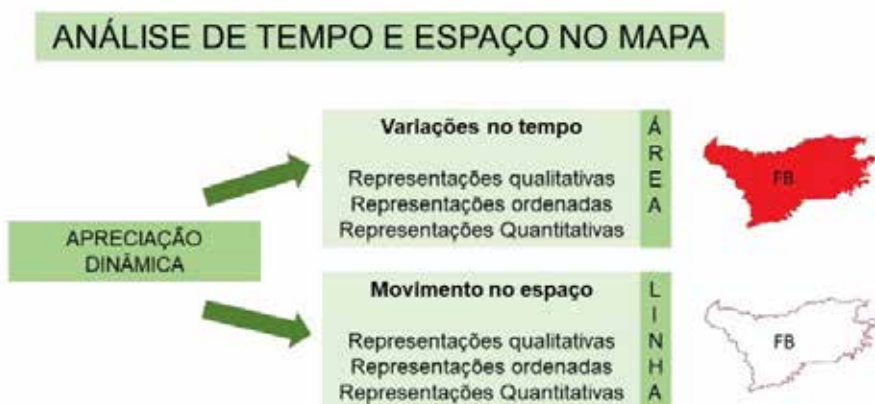 ANÁLISE DE TEMPO E ESPAÇO NO MAPA
APRECIAÇÃO
DINÂMICA
Variações no tempo
Representações qualitativas
Representações ordenadas
Representações Quantitativas
ÁREA
FB
Movimento no espaço
Representações qualitativas
Representações ordenadas
Representações Quantitativas
LINHA
FB